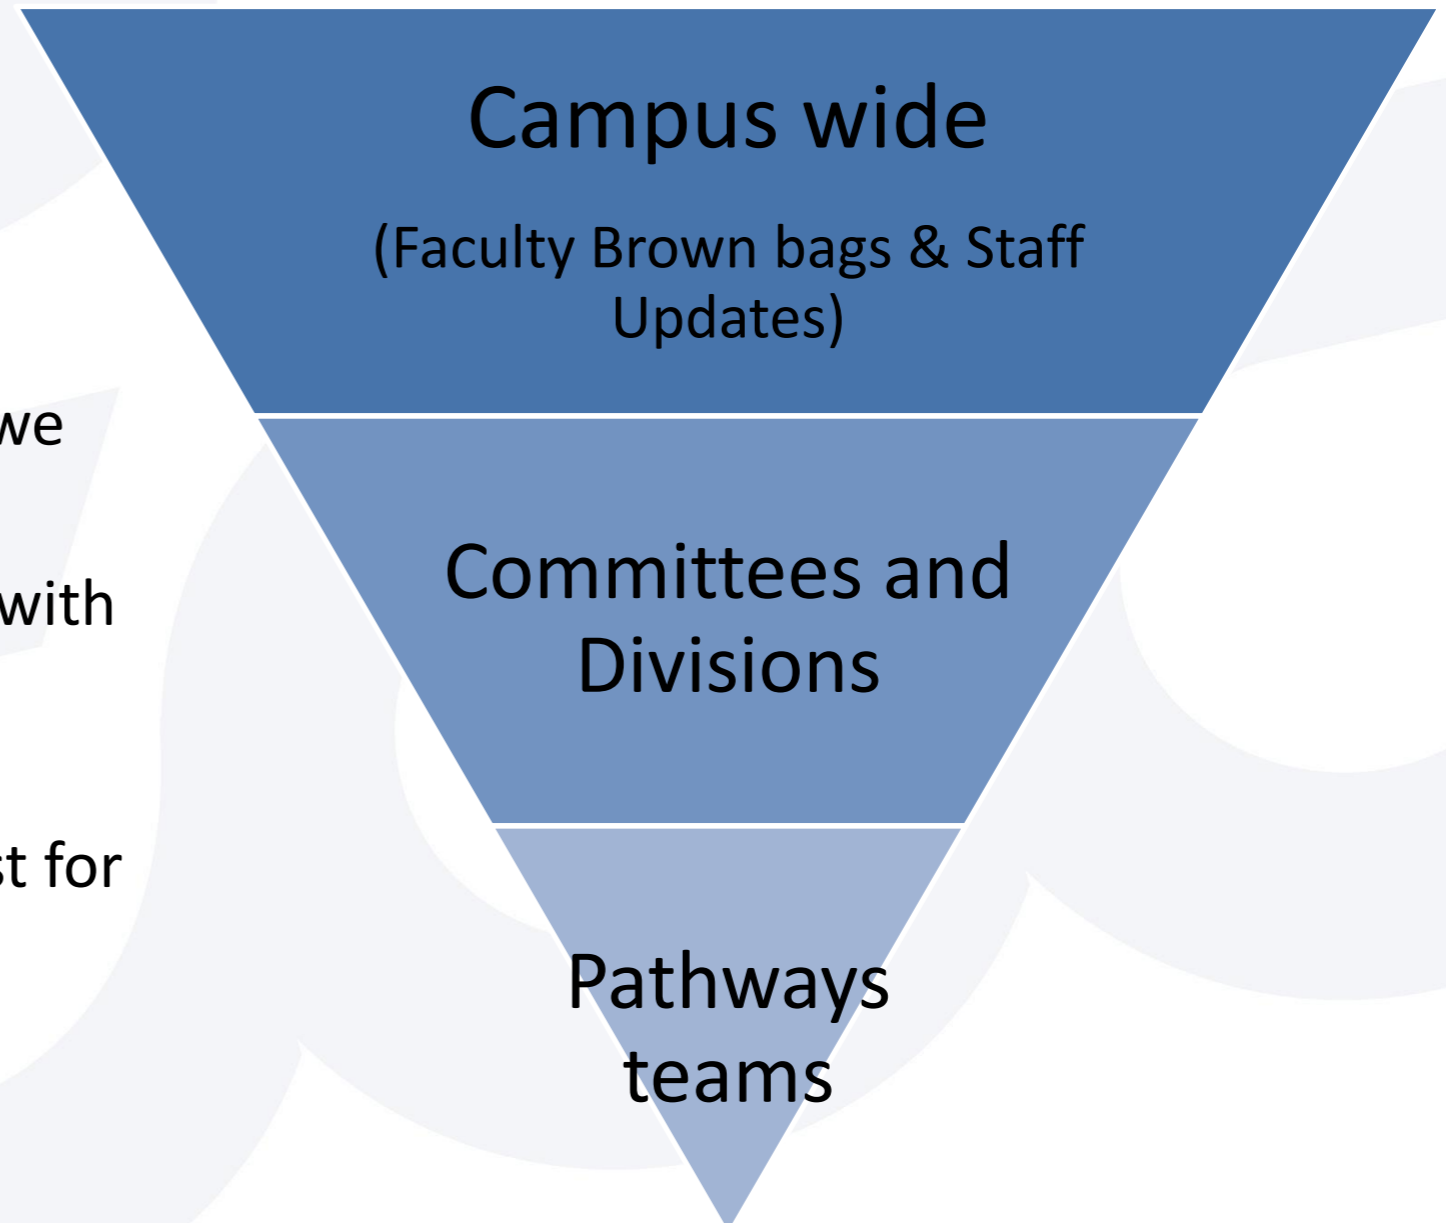 Campus wide
(Faculty Brown bags & Staff
Updates)
we
with
for
Committees and
Divisions
Pathways
teams